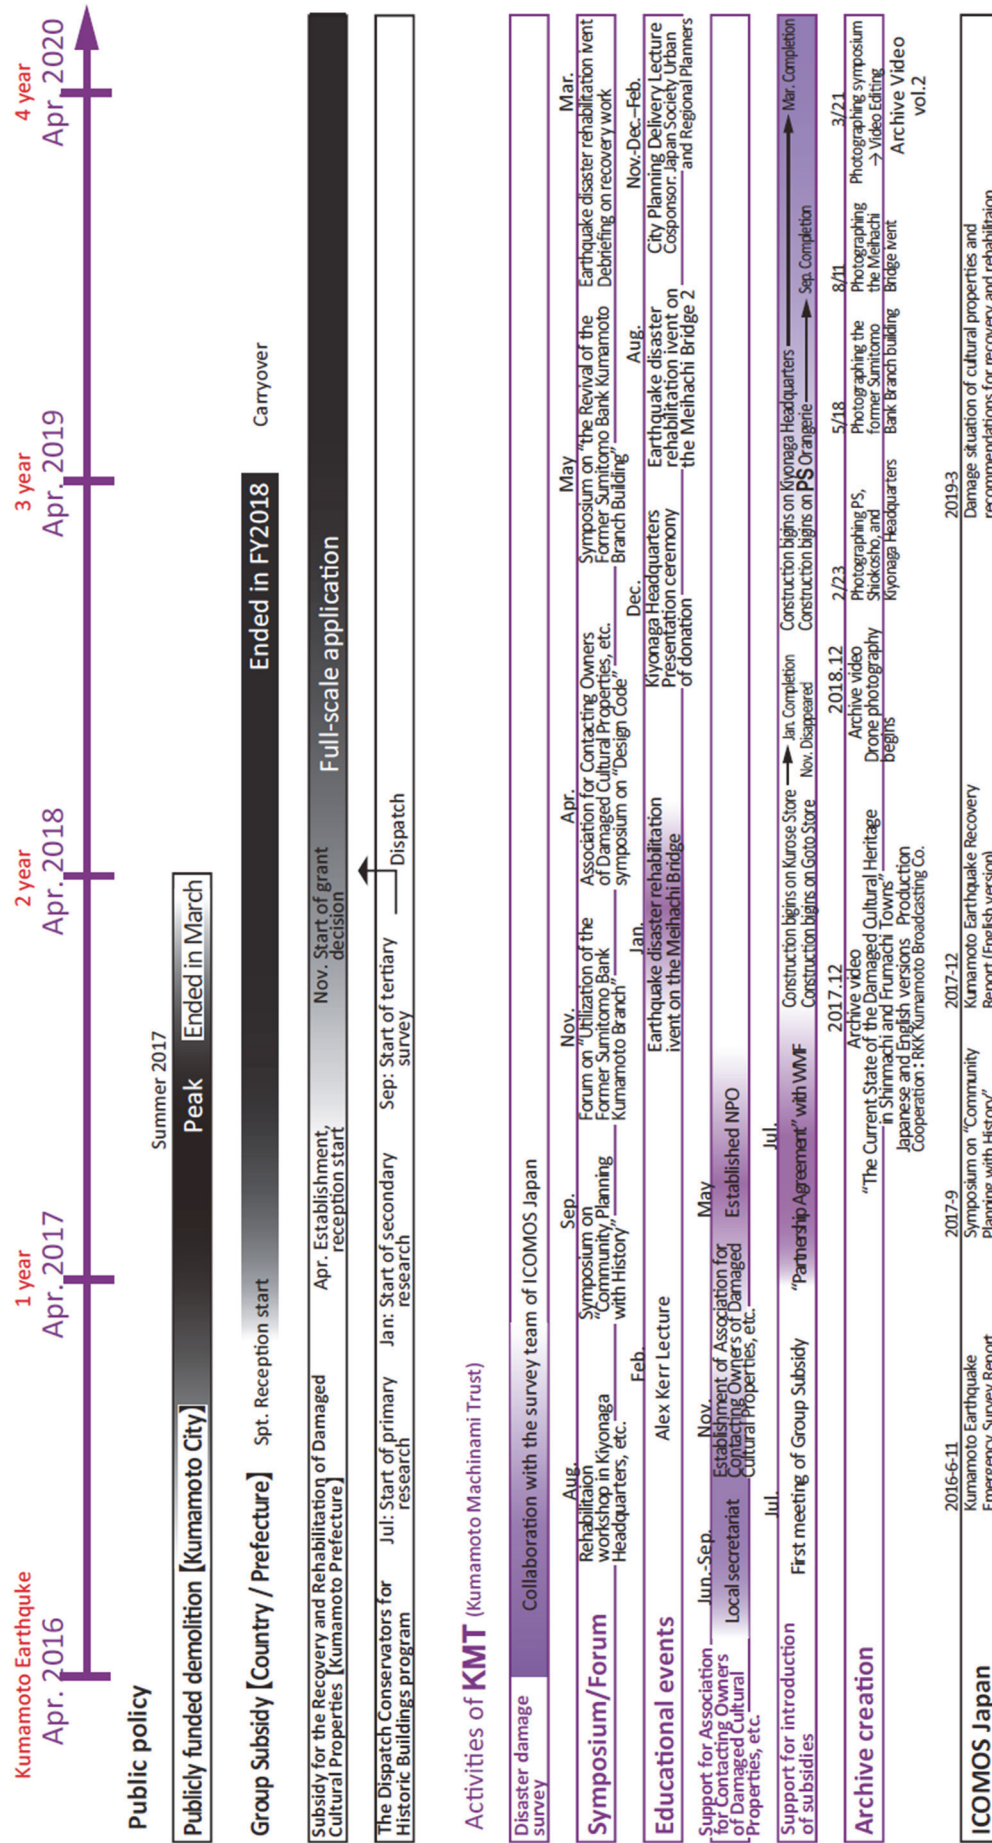 Kumamoto Earthquke
1 year
2 year
3 year
4 year
Apr. 2016
Apr. 2017
Apr. 2018
Apr. 2019
Apr. 2020
Public policy
Summer 2017
Publicly funded demolition【Kumamoto City】
Peak
Ended in March
Group Subsidy【Country / Prefecture】
Spt. Reception start
Ended in FY2018
Carryover
Subsidy for the Recovery and Rehabilitation of Damaged
Cultural Properties【Kumamoto Prefecture】
Apr. Establishment,
reception start
Nov. Start of grant
decision
Full-scale application
The Dispatch Conservators for
Historic Buildings program
Jul: Start of primary
research
Jan: Start of secondary
research
Sep: Start of tertiary
survey
Dispatch
Activities of KMT (Kumamoto Machinami Trust)
Disaster damage
survey
Collaboration with the survey team of ICOMOS Japan
Symposium/Forum
Aug.
Rehabilitaion
workshop in Kiyonaga
Headquarters, etc.
Sep.
Symposium on
"Community Planning
with History"
Nov.
Forum on "Utilization of the
Former Sumitomo Bank
Kumamoto Branch"
Apr.
Association for Contacting Owners
of Damaged Cultural Properties, etc.
symposium on "Design Code"
May
Symposium on "the Revival of the
Former Sumitomo Bank Kumamoto
Branch Building"
Mar.
Earthquake disaster rehabilitation ivent
Debriefing on recovery work
Educational events
Feb.
Alex Kerr Lecture
Jan.
Earthquake disaster rehabilitation
ivent on the Meihachi Bridge
Dec.
Kiyonaga Headquarters
Presentation ceremony
of donation
Aug.
Earthquake disaster
rehabilitation ivent on
the Meihachi Bridge 2
Nov.-Dec.-Feb.
City Planning Delivery Lecture
Cosponsor: Japan Society Urban
and Regional Planners
Support for Association
for Contacting Owners
of Damaged Cultural
Properties, etc.
Jun.-Sep.
Local secretariat
Nov.
Establishment of Association for
Contacting Owners of Damaged
Cultural Properties, etc.
May
Established NPO
Support for introduction
of subsidies
Jul.
First meeting of Group Subsidy
Jul.
"Partnership Agreement" with WMF
Construction bigins on Kurose Store
Jan. Completion
Construction bigins on Goto Store
Nov. Disappeared
Construction bigins on Kiyonaga Headquarters
Mar. Completion
Construction bigins on PS Orangerie
Sep. Completion
Archive creation
2017.12
Archive video
"The Current State of the Damaged Cultural Heritage
in Shinmachi and Frumachi Towns"
Japanese and English versions Production
Cooperation : RKK Kumamoto Broadcasting Co.
2018.12
Archive video
Drone photography
begins
2/23
Photographing PS,
Shiokosho, and
Kiyonaga Headquarters
5/18
Photographing the
former Sumitomo
Bank Branch building
8/11
Photographing
the Meihachi
Bridge ivent
3/21
Photographing symposium
→ Video Editing
Archive Video
vol.2
ICOMOS Japan
2016-6-11
Kumamoto Earthquake
Emergency Survey Report
2017-9
Symposium on "Community
Planning with History"
2017-12
Kumamoto Earthquake Recovery
Report (English version)
2019-3
Damage situation of cultural properties and
recommendations for recovery and rehabilitaion